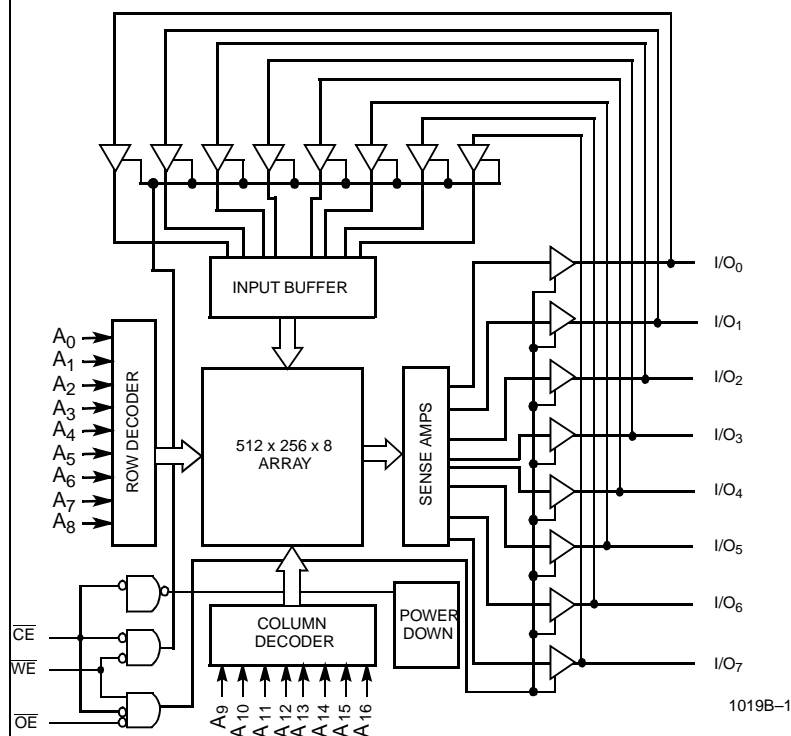 INPUT BUFFER
A0
A1
A2
A3
A4
A5
A6
A7
A8
ROW DECODER
512 x 256 x 8
ARRAY
SENSE AMPS
I/O0
I/O1
I/O2
I/O3
I/O4
I/O5
I/O6
I/O7
CE
WE
OE
COLUMN
DECODER
POWER
DOWN
A9
A10
A11
A12
A13
A14
A15
A16
1019B–1